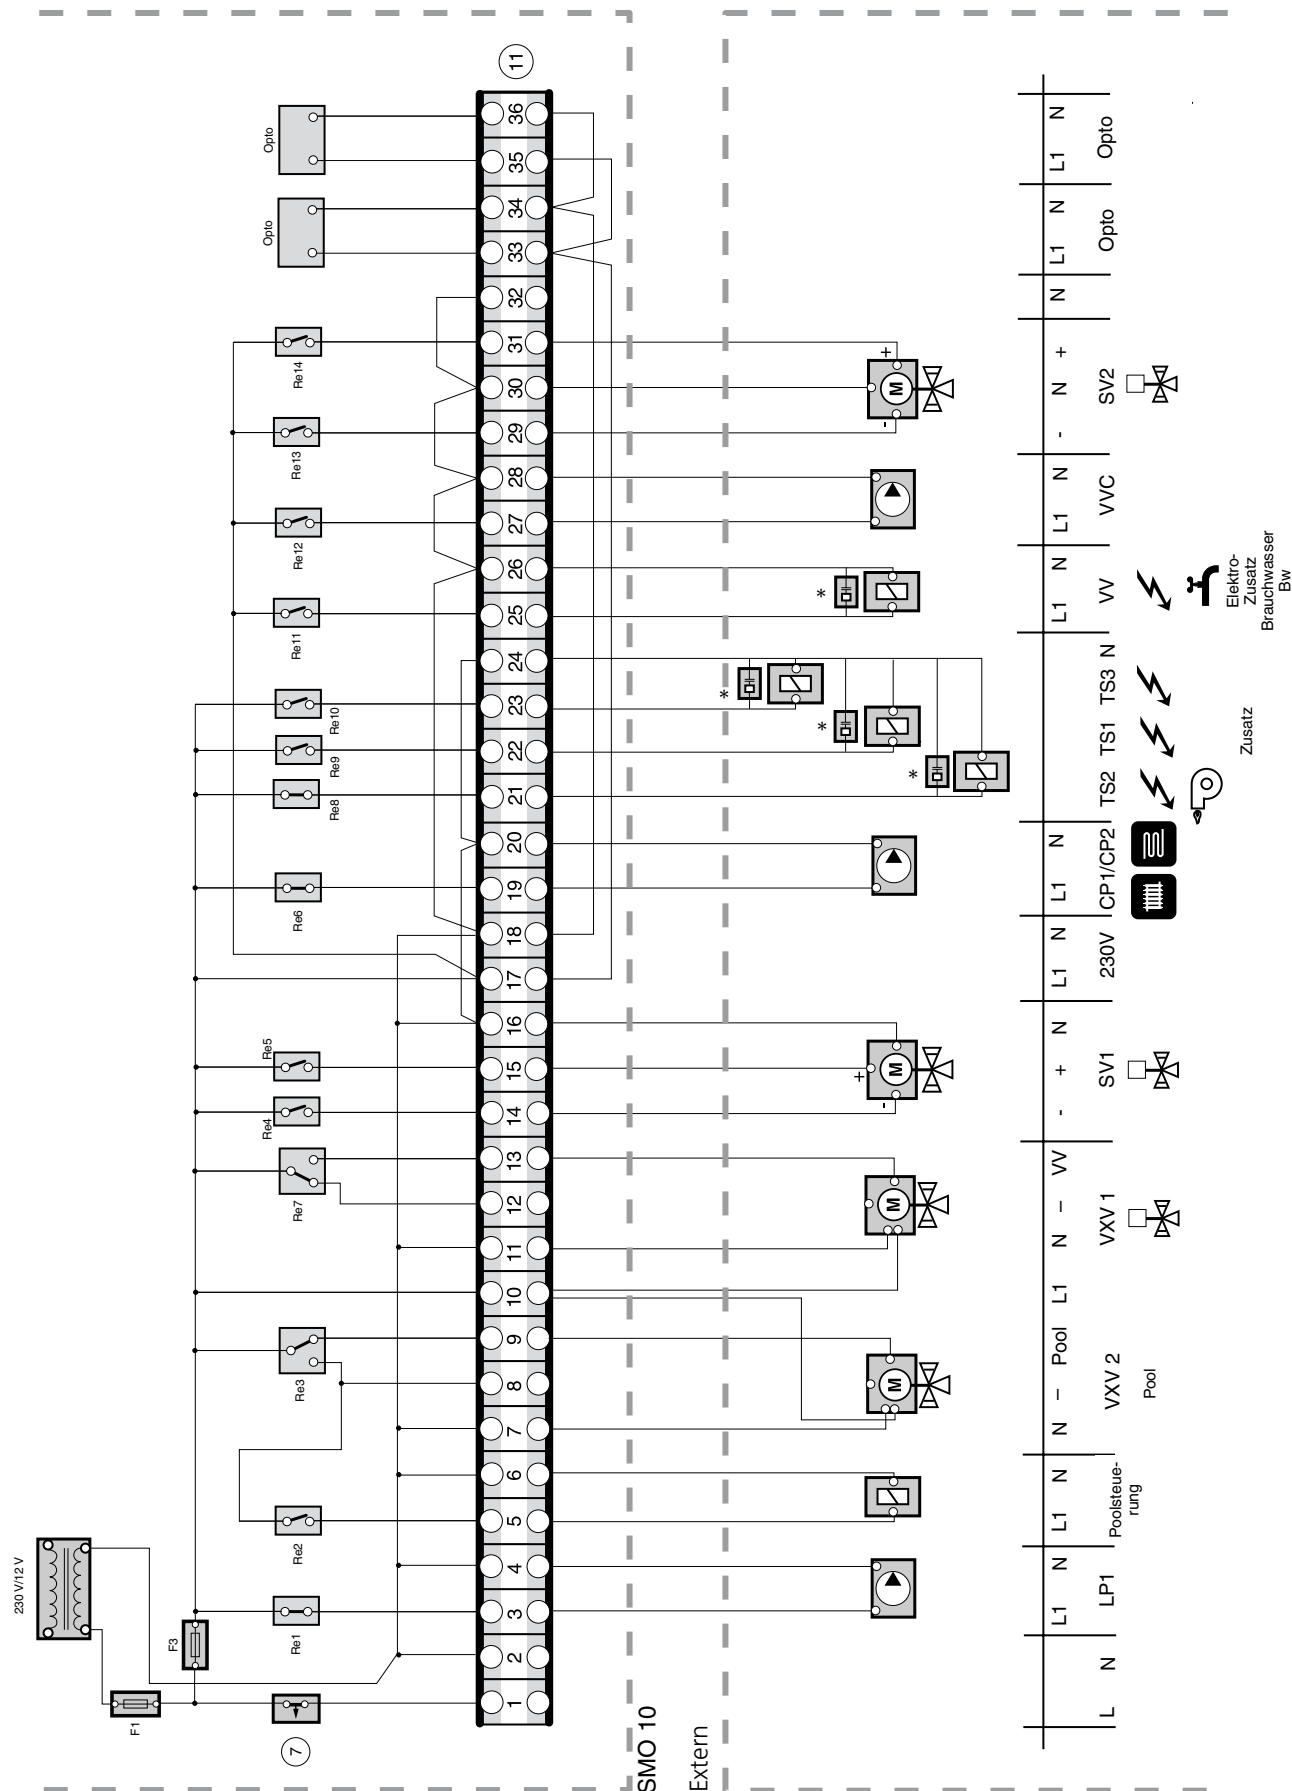 230 V/12 V
F1
F3
7
Re1
Re2
Re3
Re7
Re4
Re5
Re6
Re8
Re9
Re10
Re11
Re12
Re13
Re14
Opto
Opto
1 2 3 4 5 6 7 8 9 10 11 12 13 14 15 16 17 18 19 20 21 22 23 24 25 26 27 28 29 30 31 32 33 34 35 36
11
SMO 10
Extern
M
M
- M +
*
*
*
*
- M +
L N L1 N L1 N N – Pool L1 N – VV - + N L1 N L1 N TS2 TS1 TS3 N L1 N L1 N - N + N L1 N L1 N
LP1
Poolsteue-
rung
VXV 2
Pool
VXV 1
SV1
230V
CP1/CP2
Zusatz
VV
Elektro-
Zusatz
Brauchwasser
Bw
VVC
SV2
Opto
Opto